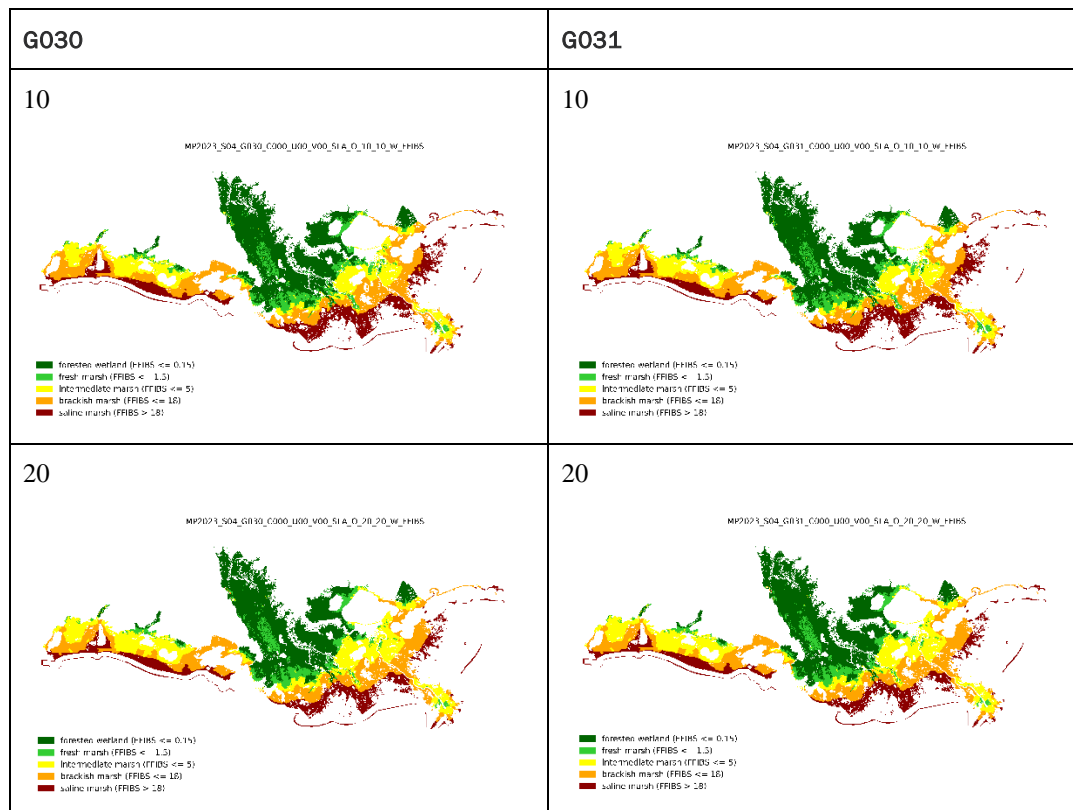 G030
G031
10
10
MP2023_S04_G030_C000_U00_V00_SLA_O_10_10_W_FFIBS
MP2023_S04_G031_C000_U00_V00_SLA_O_10_10_W_FFIBS
forested wetland (FFIBS <= 0.15)
fresh marsh (FFIBS <= 1.5)
intermediate marsh (FFIBS <= 5)
brackish marsh (FFIBS <= 18)
saline marsh (FFIBS > 18)
forested wetland (FFIBS <= 0.15)
fresh marsh (FFIBS <= 1.5)
intermediate marsh (FFIBS <= 5)
brackish marsh (FFIBS <= 18)
saline marsh (FFIBS > 18)
20
20
MP2023_S04_G030_C000_U00_V00_SLA_O_20_20_W_FFIBS
MP2023_S04_G031_C000_U00_V00_SLA_O_20_20_W_FFIBS
forested wetland (FFIBS <= 0.15)
fresh marsh (FFIBS <= 1.5)
intermediate marsh (FFIBS <= 5)
brackish marsh (FFIBS <= 18)
saline marsh (FFIBS > 18)
forested wetland (FFIBS <= 0.15)
fresh marsh (FFIBS <= 1.5)
intermediate marsh (FFIBS <= 5)
brackish marsh (FFIBS <= 18)
saline marsh (FFIBS > 18)